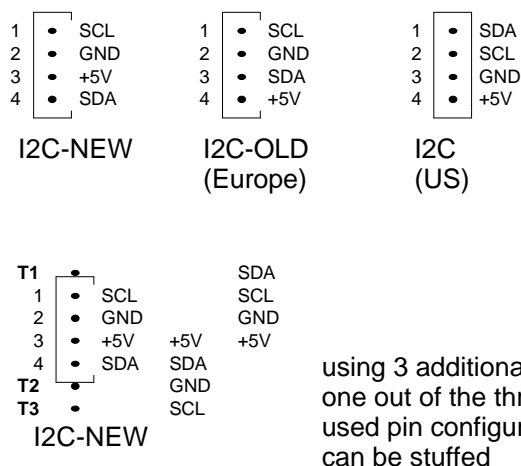 1 SCL
2 GND
3 +5V
4 SDA
I2C-NEW
1 SCL
2 GND
3 SDA
4 +5V
I2C-OLD
(Europe)
1 SDA
2 SCL
3 GND
4 +5V
I2C
(US)
T1 SDA
1 SCL SCL
2 GND GND
3 +5V +5V +5V
4 SDA SDA
T2 GND
T3 SCL
I2C-NEW
using 3
one out of the
used pin
can be stuffed